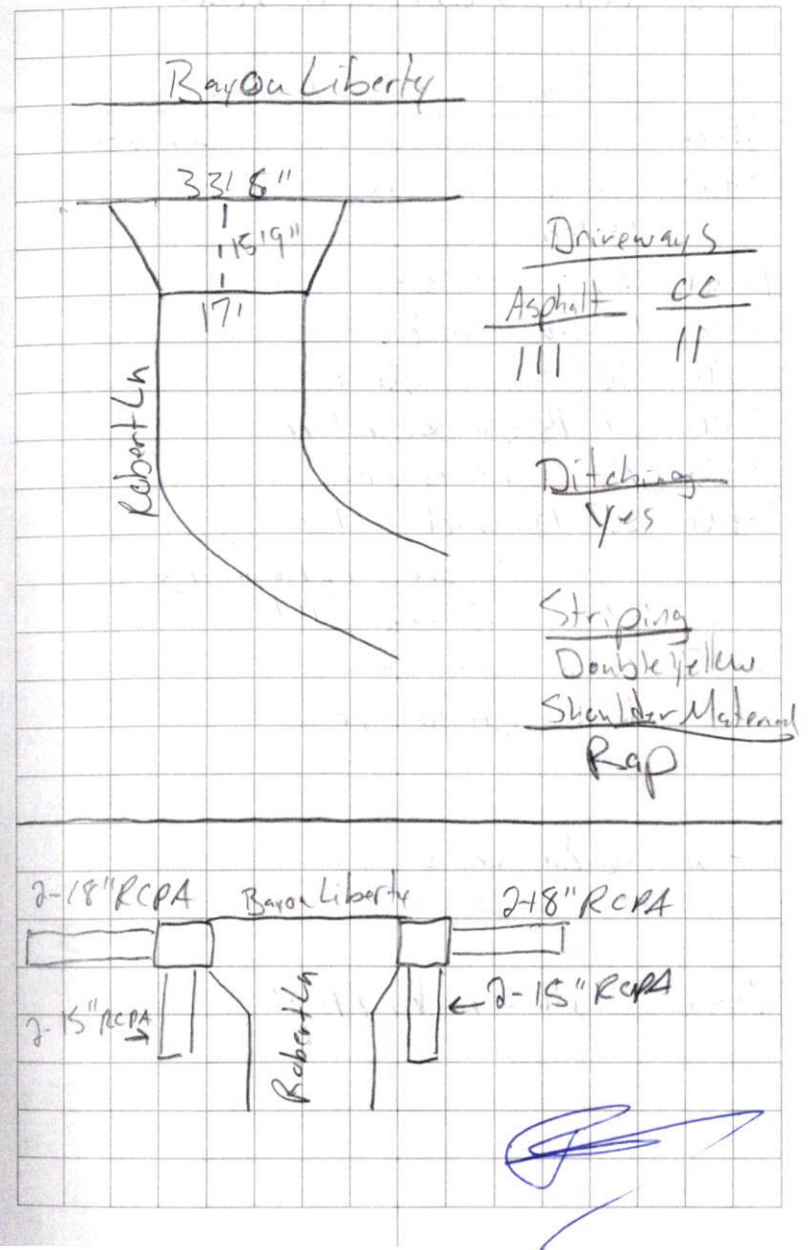 Bayou Liberty
33' 6"
15'9"
17'
Robert Ln
Driveways
Asphalt CC
III II
Ditching
Yes
Striping
Double Yellow
Shoulder Material
Rap
2-18" RCPA
Bayou Liberty
2-18" RCPA
2-15" RCPA
Robert Ln
2-15" RCPA